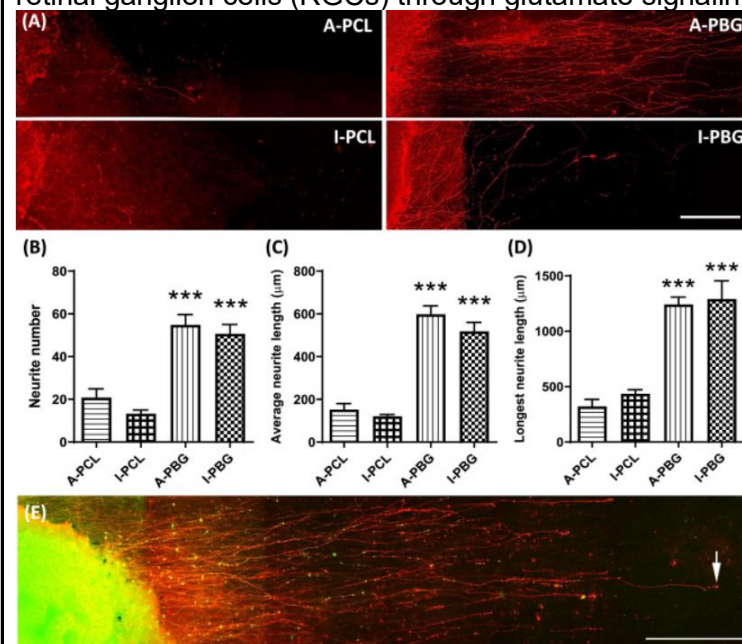 retinal ganglion cells (RGCs) through glutamate signalin
(A)
A-PCL
A-PBG
I-PCL
I-PBG
(B)
(C)
(D)
Neurite number
80
60
40
20
0
***
***
A-PCL
I-PCL
A-PBG
I-PBG
Average neurite length (µm)
800
600
400
200
0
***
***
A-PCL
I-PCL
A-PBG
I-PBG
Longest neurite length (µm)
1500
1000
500
0
***
***
A-PCL
I-PCL
A-PBG
I-PBG
(E)